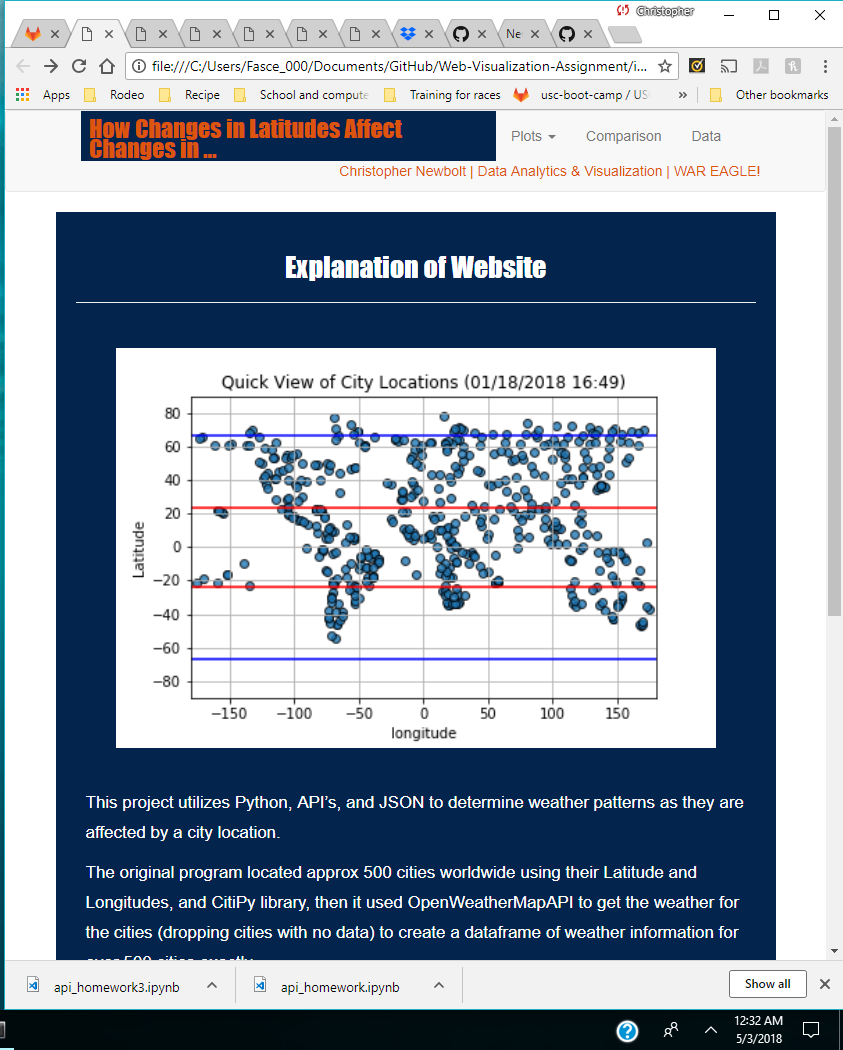 Christopher
Ne
file:///C:/Users/Fasce_000/Documents/GitHub/Web-Visualization-Assignment/i...
Apps Rodeo Recipe School and compute Training for races usc-boot-camp / US » Other bookmarks
How Changes in Latitudes Affect
Changes in ...
Plots Comparison Data
Christopher Newbolt | Data Analytics & Visualization | WAR EAGLE!
Explanation of Website
Quick View of City Locations (01/18/2018 16:49)
80
60
40
20
0
−20
−40
−60
−80
Latitude
−150 −100 −50 0 50 100 150
longitude
This project utilizes Python, API's, and JSON to determine weather patterns as they are
affected by a city location.
The original program located approx 500 cities worldwide using their Latitude and
Longitudes, and CitiPy library, then it used OpenWeatherMapAPI to get the weather for
the cities (dropping cities with no data) to create a dataframe of weather information for
api_homework3.ipynb api_homework.ipynb Show all
12:32 AM
5/3/2018